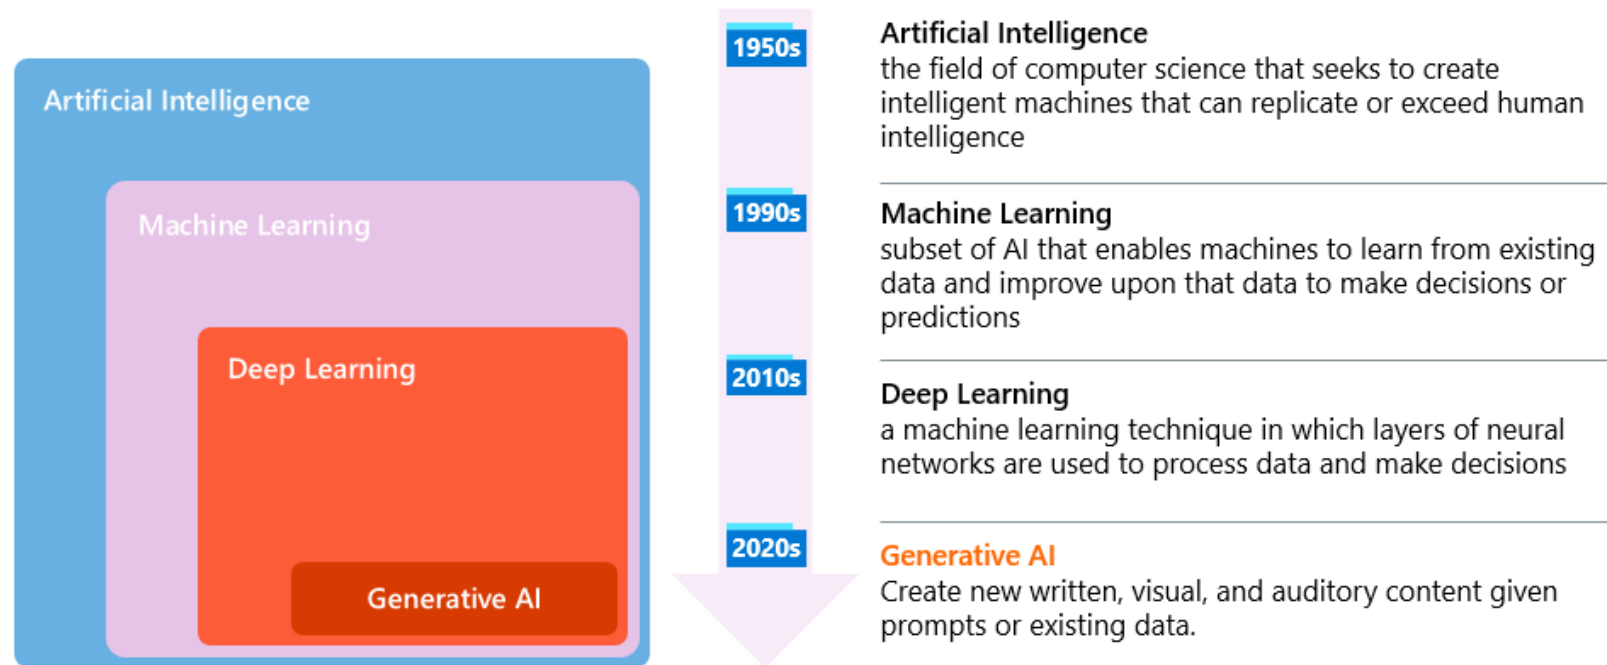 Artificial Intelligence
Machine Learning
Deep Learning
Generative AI
1950s
Artificial Intelligence
the field of computer science that seeks to create
intelligent machines that can replicate or exceed human
intelligence
1990s
Machine Learning
subset of AI that enables machines to learn from existing
data and improve upon that data to make decisions or
predictions
2010s
Deep Learning
a machine learning technique in which layers of neural
networks are used to process data and make decisions
2020s
Generative AI
Create new written, visual, and auditory content given
prompts or existing data.